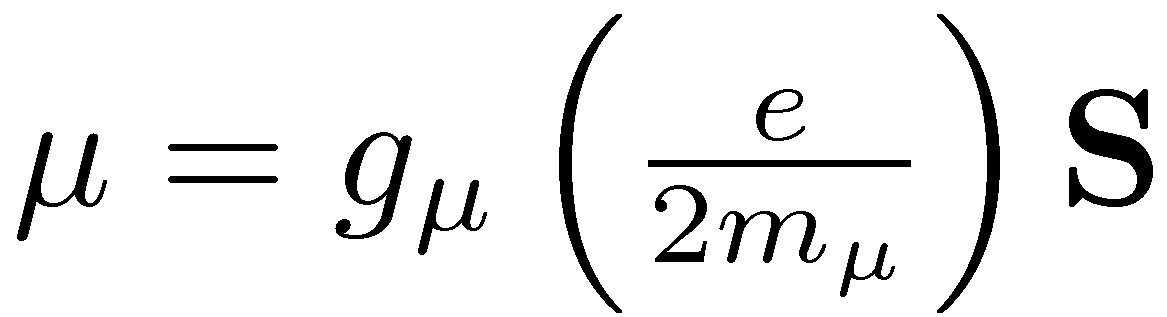 μ = g_μ (e / 2m_μ) S